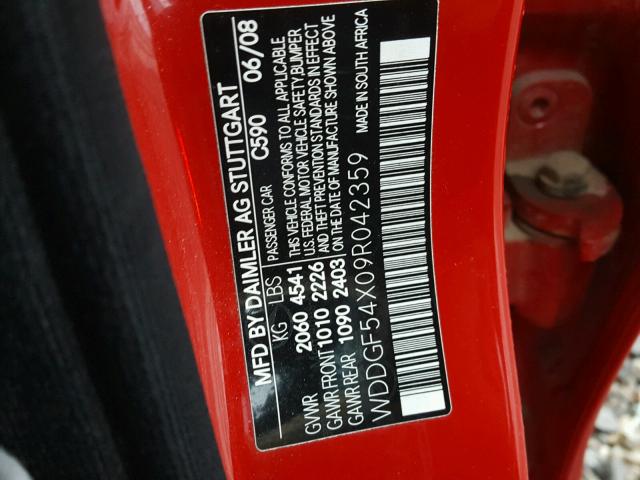 MFD BY DAIMLER AG STUTTGART
PASSENGER CAR C590 06/08
KG LBS
GVWR 2060 4541
GAWR FRONT 1010 2226
GAWR REAR 1090 2403
THIS VEHICLE CONFORMS TO ALL APPLICABLE
U.S. FEDERAL MOTOR VEHICLE SAFETY, BUMPER
AND THEFT PREVENTION STANDARDS IN EFFECT
ON THE DATE OF MANUFACTURE SHOWN ABOVE
WDDGF54X09R042359
MADE IN SOUTH AFRICA